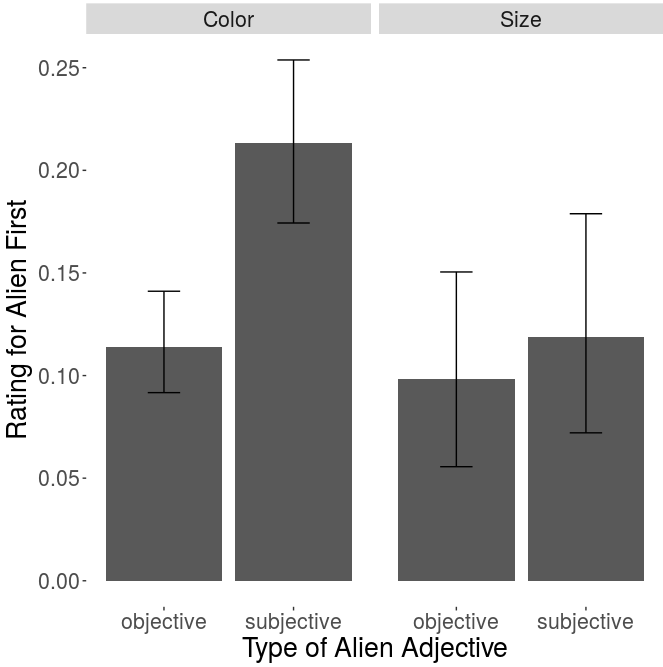 Color
Size
Rating for Alien First
0.25
0.20
0.15
0.10
0.05
0.00
objective
subjective
objective
subjective
Type of Alien Adjective